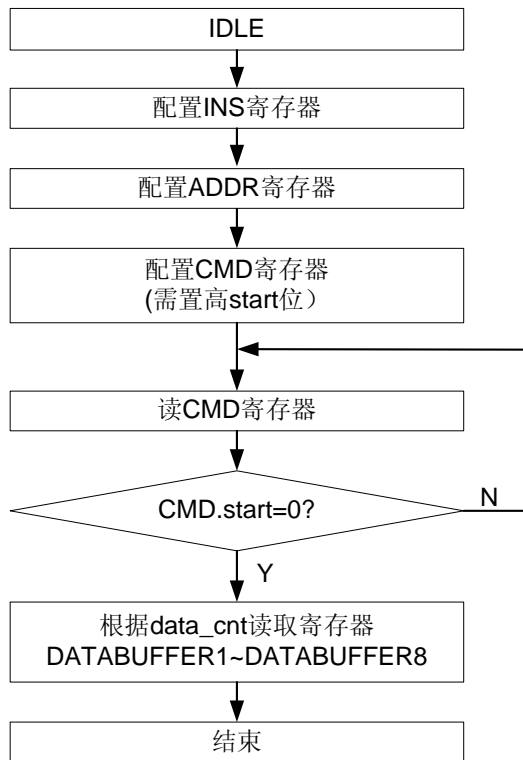 IDLE
配置INS寄存器
配置ADDR寄存器
配置CMD寄存器
(需置高start位）
读CMD寄存器
CMD.start=0?
N
Y
根据data_cnt读取寄存器
DATABUFFER1~DATABUFFER8
结束